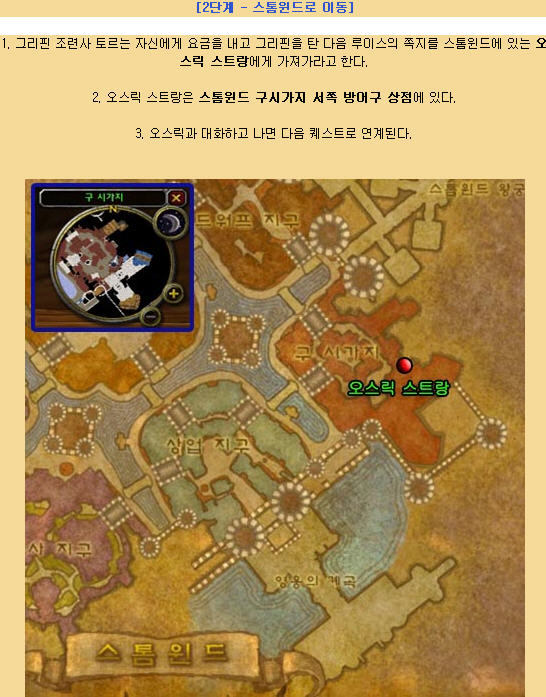 [2단계 - 스톰윈드로 이동]
1. 그리핀 조련사 토르는 자신에게 요금을 내고 그리핀을 탄 다음 루이스의 쪽지를 스톰윈드에 있는 오
스릭 스트랑에게 가져가라고 한다.
2. 오스릭 스트랑은 스톰윈드 구시가지 서쪽 방어구 상점에 있다.
3. 오스릭과 대화하고 나면 다음 퀘스트로 연계된다.
구 시가지
N
스톰윈드 왕궁
드워프 지구
구 시가지
오스릭 스트랑
상업 지구
사 지구
영웅의 계곡
스톰윈드